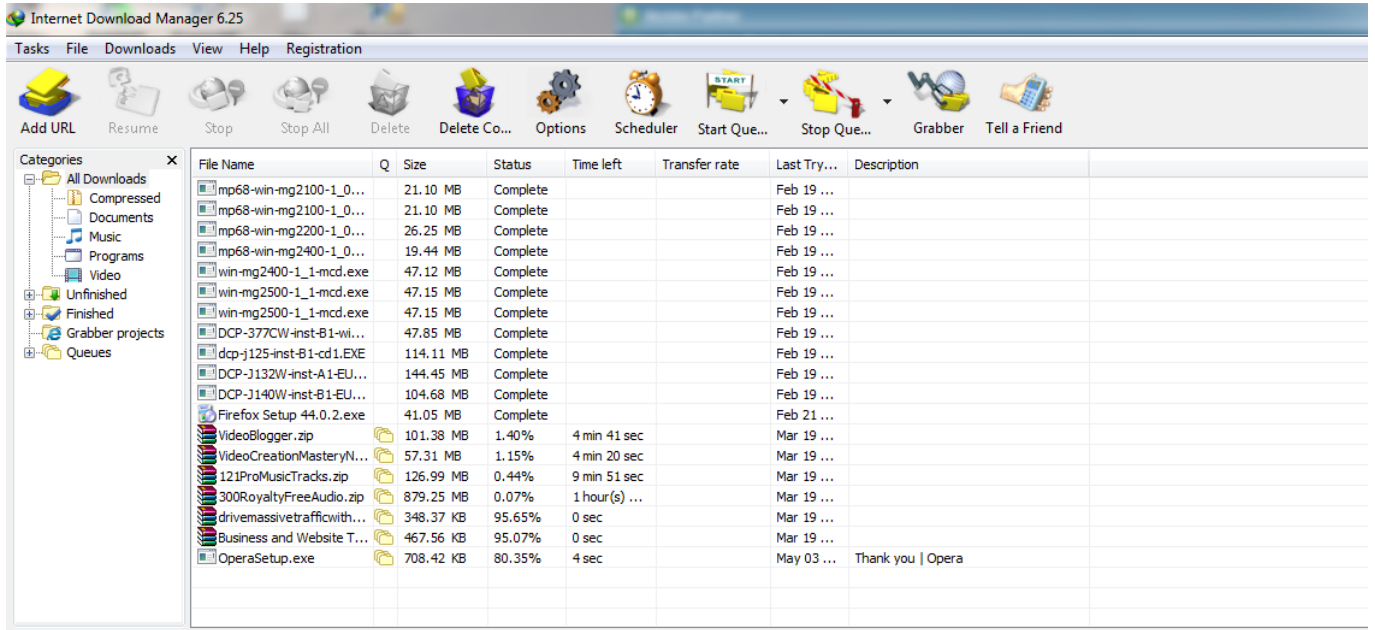 Internet Download Manager 6.25
Tasks File Downloads View Help Registration
Add URL Resume Stop Stop All Delete Delete Co... Options Scheduler Start Que... Stop Que... Grabber Tell a Friend
START
Categories x
All Downloads
Compressed
Documents
Music
Programs
Video
Unfinished
Finished
Grabber projects
Queues
File Name Q Size Status Time left Transfer rate Last Try... Description
mp68-win-mg2100-1_0... 21.10 MB Complete Feb 19 ...
mp68-win-mg2100-1_0... 21.10 MB Complete Feb 19 ...
mp68-win-mg2200-1_0... 26.25 MB Complete Feb 19 ...
mp68-win-mg2400-1_0... 19.44 MB Complete Feb 19 ...
win-mg2400-1_1-mcd.exe 47.12 MB Complete Feb 19 ...
win-mg2500-1_1-mcd.exe 47.15 MB Complete Feb 19 ...
win-mg2500-1_1-mcd.exe 47.15 MB Complete Feb 19 ...
DCP-377CW-inst-B1-wi... 47.85 MB Complete Feb 19 ...
dcp-j125-inst-B1-cd1.EXE 114.11 MB Complete Feb 19 ...
DCP-J132W-inst-A1-EU... 144.45 MB Complete Feb 19 ...
DCP-J140W-inst-B1-EU... 104.68 MB Complete Feb 19 ...
Firefox Setup 44.0.2.exe 41.05 MB Complete Feb 21 ...
VideoBlogger.zip 101.38 MB 1.40% 4 min 41 sec Mar 19 ...
VideoCreationMasteryN... 57.31 MB 1.15% 4 min 20 sec Mar 19 ...
121ProMusicTracks.zip 126.99 MB 0.44% 9 min 51 sec Mar 19 ...
300RoyaltyFreeAudio.zip 879.25 MB 0.07% 1 hour(s) ... Mar 19 ...
drivemassivetrafficwith... 348.37 KB 95.65% 0 sec Mar 19 ...
Business and Website T... 467.56 KB 95.07% 0 sec Mar 19 ...
OperaSetup.exe 708.42 KB 80.35% 4 sec May 03 ... Thank you | Opera